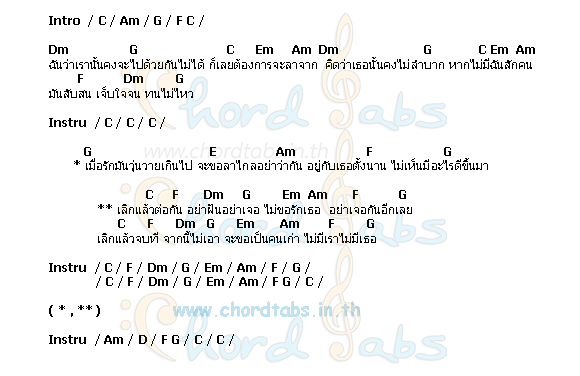 Intro / C / Am / G / F C /
Dm G C Em Am Dm G C Em Am
ฉันว่าเรานั้นคงจะไปด้วยกันไม่ได้ ก็เลยต้องการจะลาจาก คิดว่าเธอนั้นคงไม่ลำบาก หากไม่มีฉันสักคน
F Dm G
มันสับสน เจ็บใจจน ทนไม่ไหว
Instru / C / C / C /
www.chordtabs.in.th
G E Am F G
* เมื่อรักมันวุ่นวายเกินไป จะขอลาไกลอย่าว่ากัน อยู่กับเธอตั้งนาน ไม่เห็นมีอะไรดีขึ้นมา
C F Dm G Em Am F G
** เลิกแล้วต่อกัน อย่าฝันอย่าเจอ ไม่ขอรักเธอ อย่าเจอกันอีกเลย
C F Dm G Em Am F G
เลิกแล้วจบที จากนี้ไม่เอา จะขอเป็นคนเก่า ไม่มีเราไม่มีเธอ
Instru / C / F / Dm / G / Em / Am / F / G /
/ C / F / Dm / G / Em / Am / F G / C /
( * , ** )
www.chordtabs.in.th
Instru / Am / D / F G / C / C /